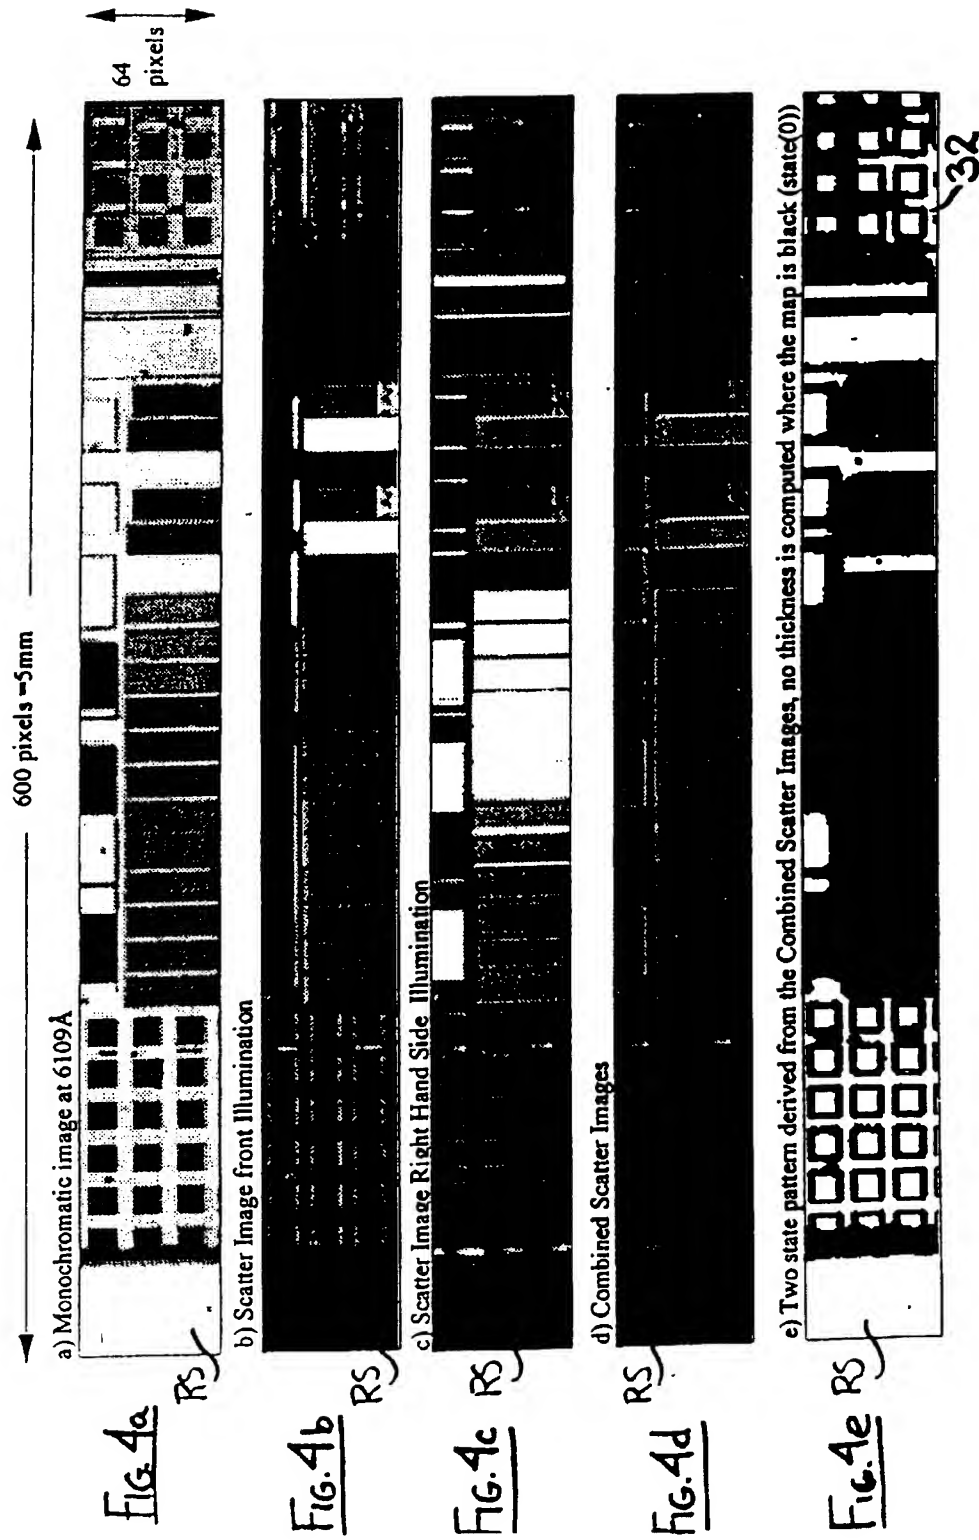 600 pixels =5mm
64
pixels
a) Monochromatic image at 6109Å
RS
FIG. 4a
b) Scatter Image front Illumination
RS
FIG. 4b
c) Scatter Image Right Hand Side Illumination
RS
FIG. 4c
d) Combined Scatter Images
RS
FIG. 4d
e) Two state pattern derived from the Combined Scatter Images, no thickness is computed where the map is black (state(0))
32
RS
FIG. 4e